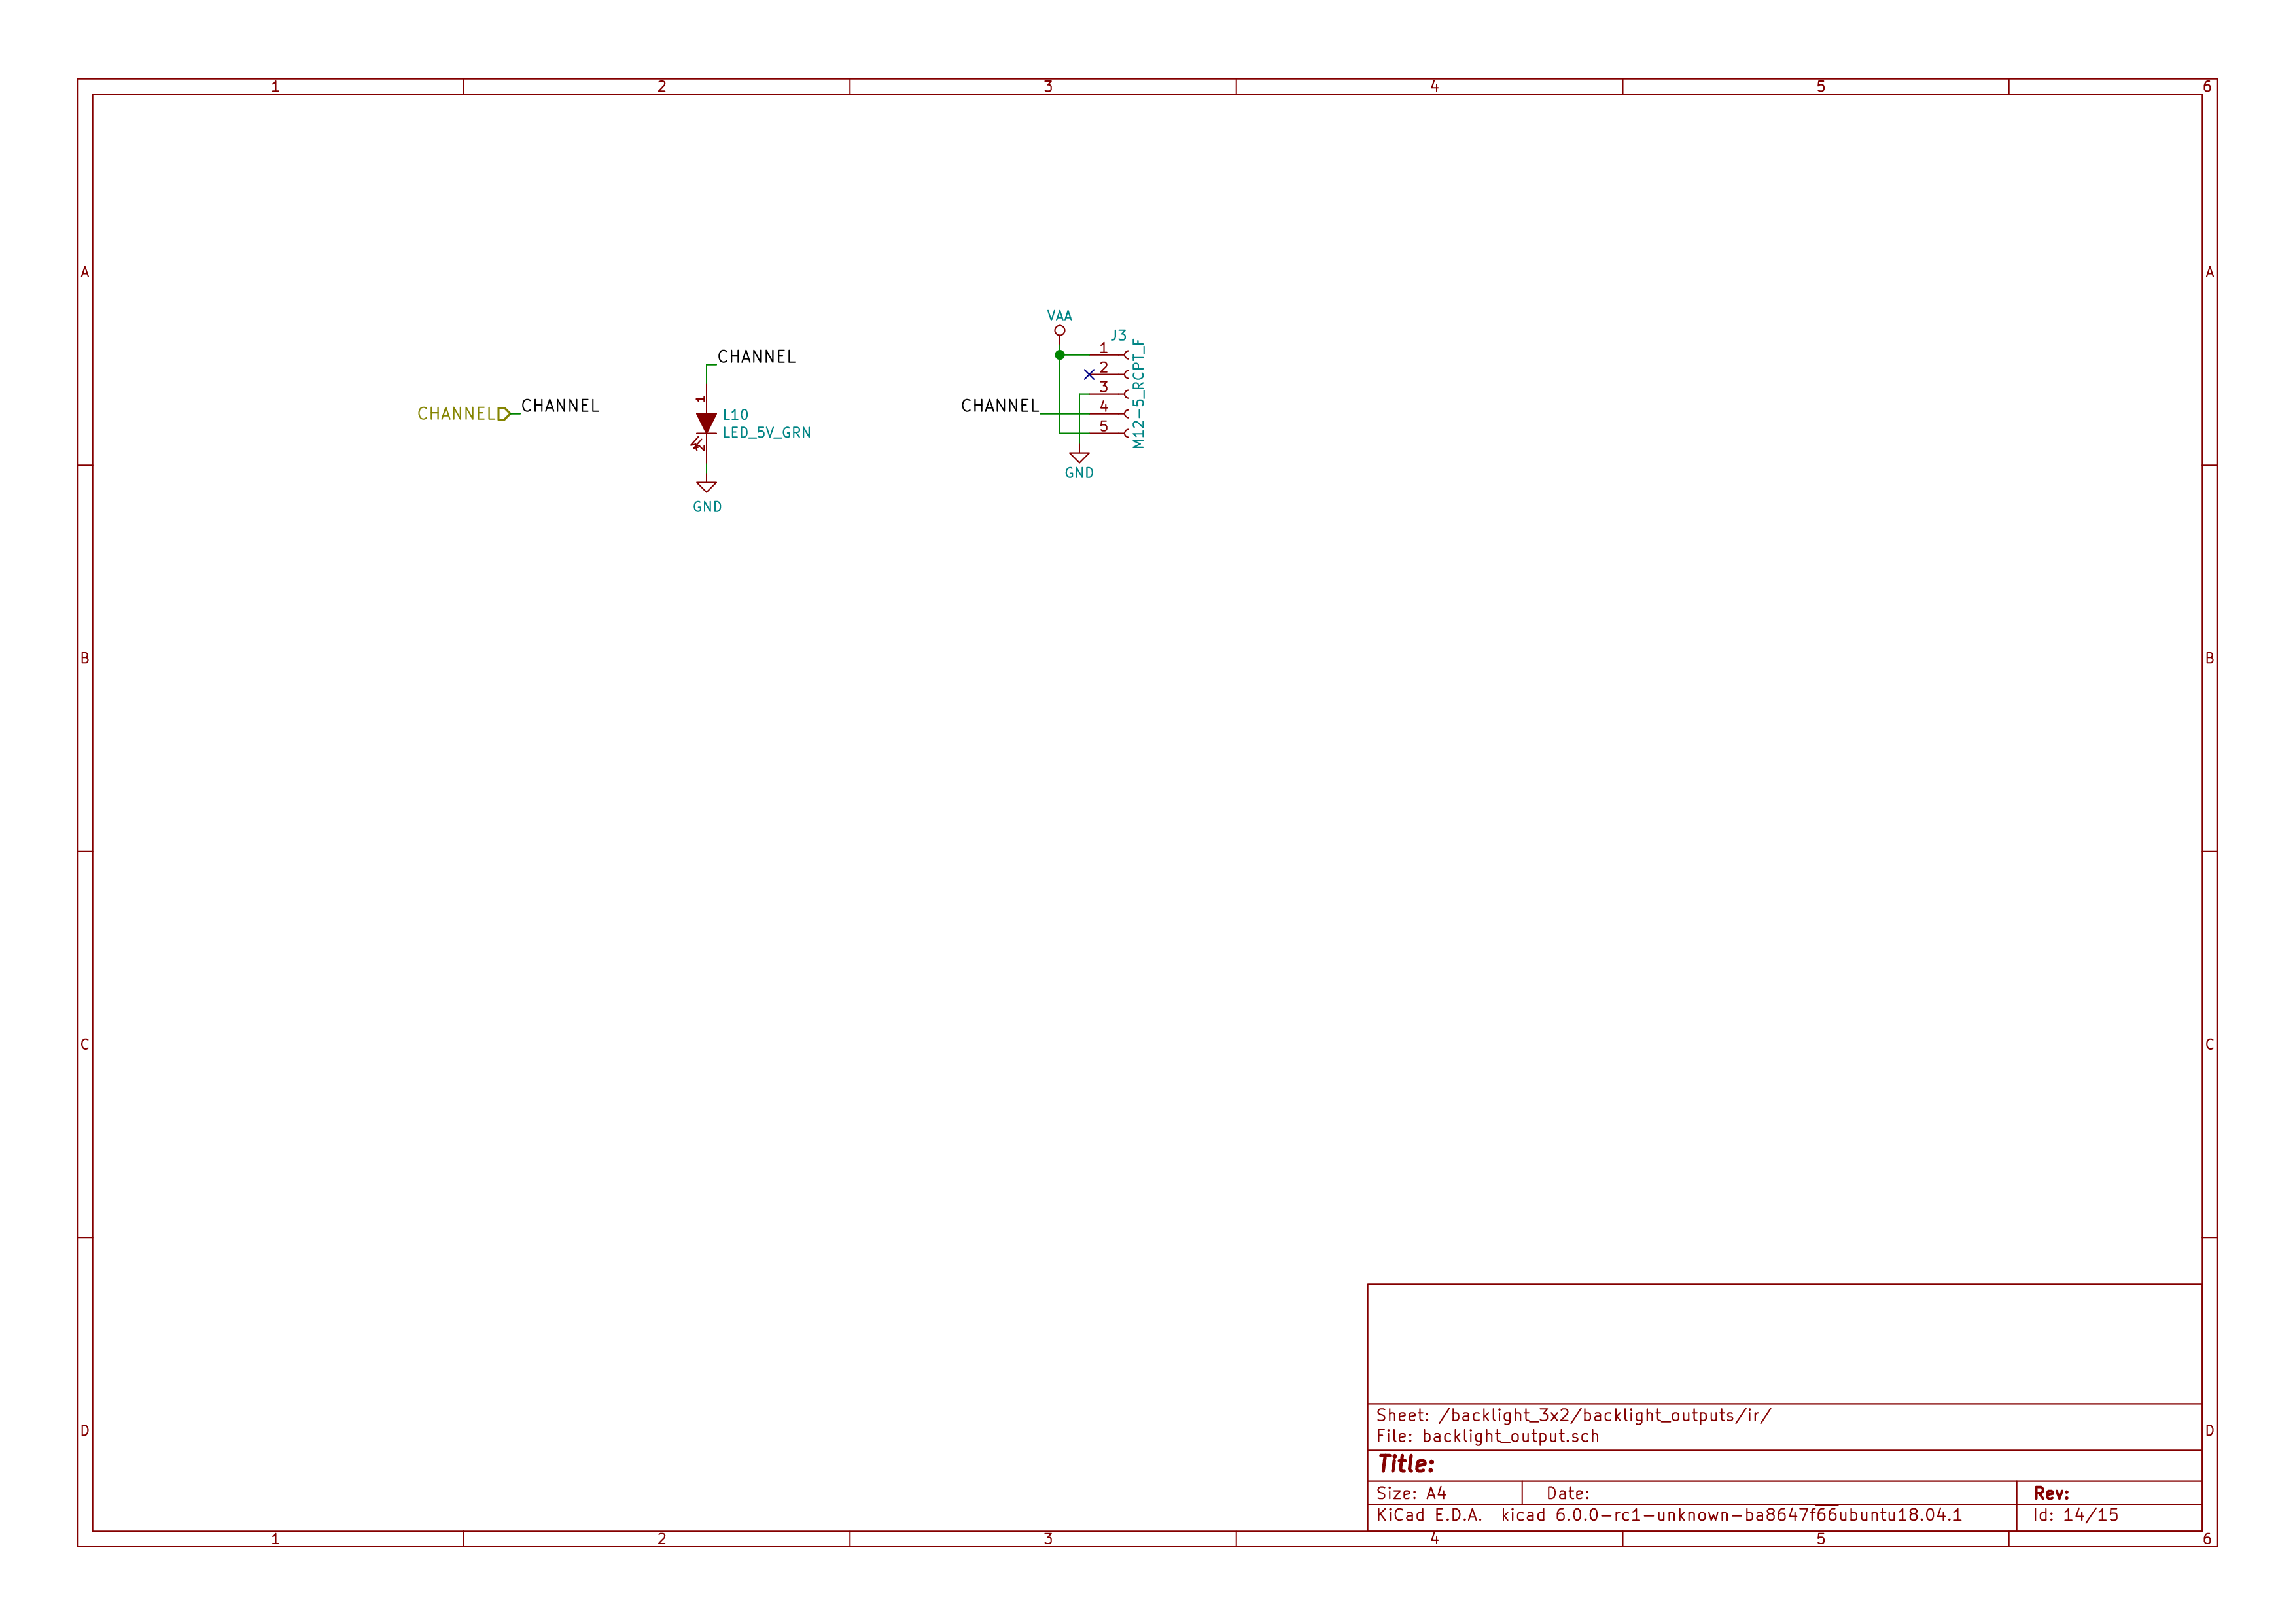 1 2 3 4 5 6
A A
VAA
J3
CHANNEL
1
2
3
4
5
M12-5_RCPT_F
CHANNEL
CHANNEL
CHANNEL
1
L10
LED_5V_GRN
2
GND
GND
B B
C C
D D
Sheet: /backlight_3x2/backlight_outputs/ir/
File: backlight_output.sch
Title:
Size: A4 Date: Rev:
KiCad E.D.A. kicad 6.0.0-rc1-unknown-ba8647f66ubuntu18.04.1 Id: 14/15
1 2 3 4 5 6